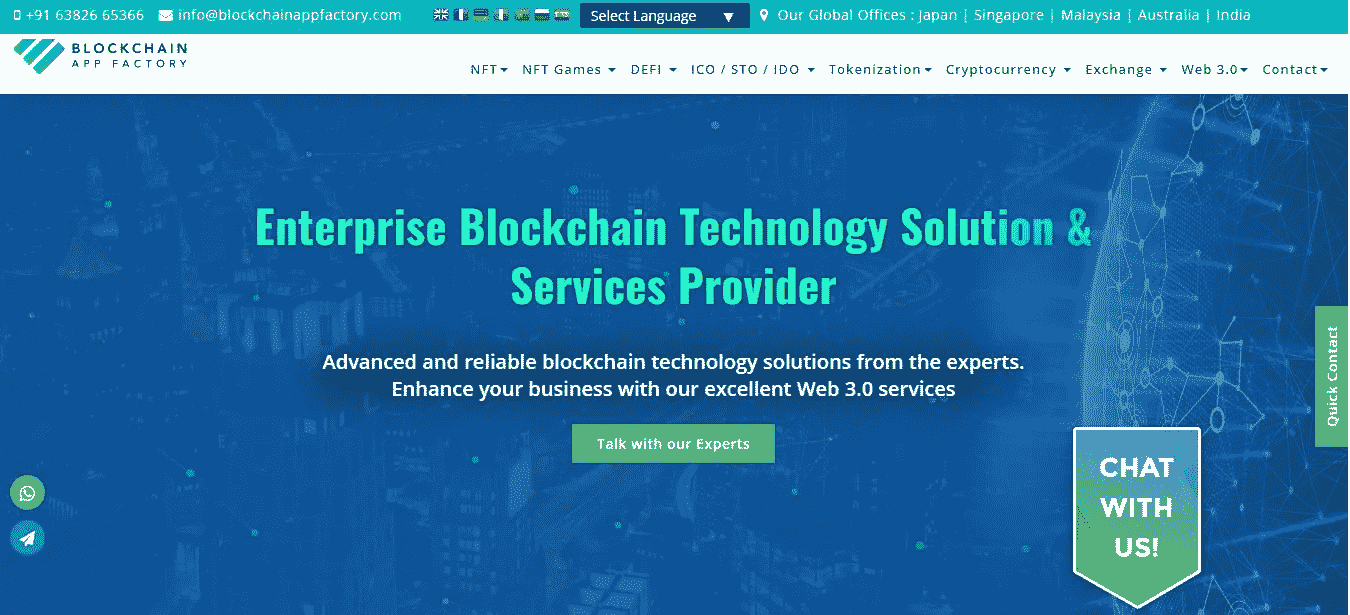 +91 63826 65366 info@blockchainappfactory.com Select Language ▼ Our Global Offices : Japan | Singapore | Malaysia | Australia | India
BLOCKCHAIN
APP FACTORY
NFT NFT Games DEFI ICO / STO / IDO Tokenization Cryptocurrency Exchange Web 3.0 Contact
Enterprise Blockchain Technology Solution &
Services Provider
Advanced and reliable blockchain technology solutions from the experts.
Enhance your business with our excellent Web 3.0 services
Talk with our Experts
Quick Contact
CHAT
WITH
US!